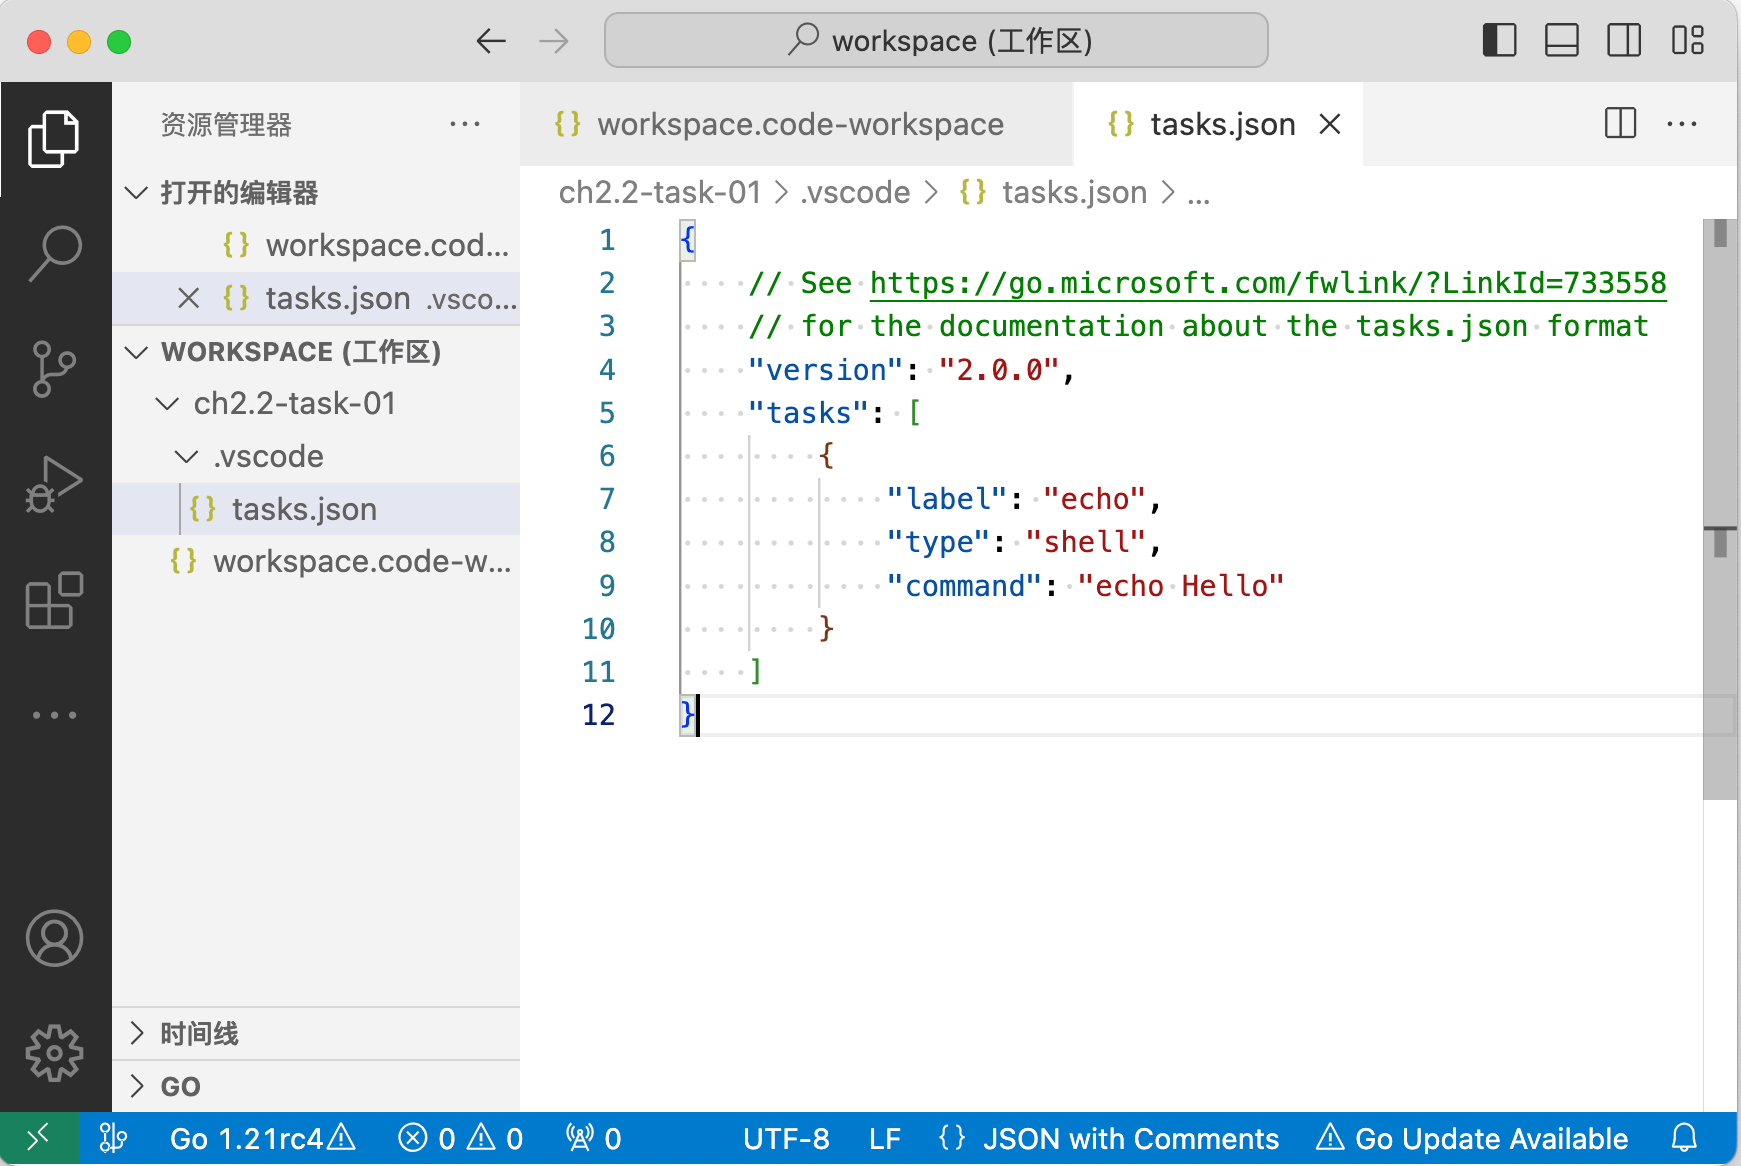 workspace (工作区)
资源管理器
打开的编辑器
workspace.cod...
tasks.json .vsco...
WORKSPACE (工作区)
ch2.2-task-01
.vscode
tasks.json
workspace.code-w...
时间线
GO
workspace.code-workspace
tasks.json
ch2.2-task-01 > .vscode > {} tasks.json > ...
1 {
2 // See https://go.microsoft.com/fwlink/?LinkId=733558
3 // for the documentation about the tasks.json format
4 "version": "2.0.0",
5 "tasks": [
6 {
7 "label": "echo",
8 "type": "shell",
9 "command": "echo Hello"
10 }
11 ]
12 }
Go 1.21rc4 0 0 0 UTF-8 LF {} JSON with Comments Go Update Available